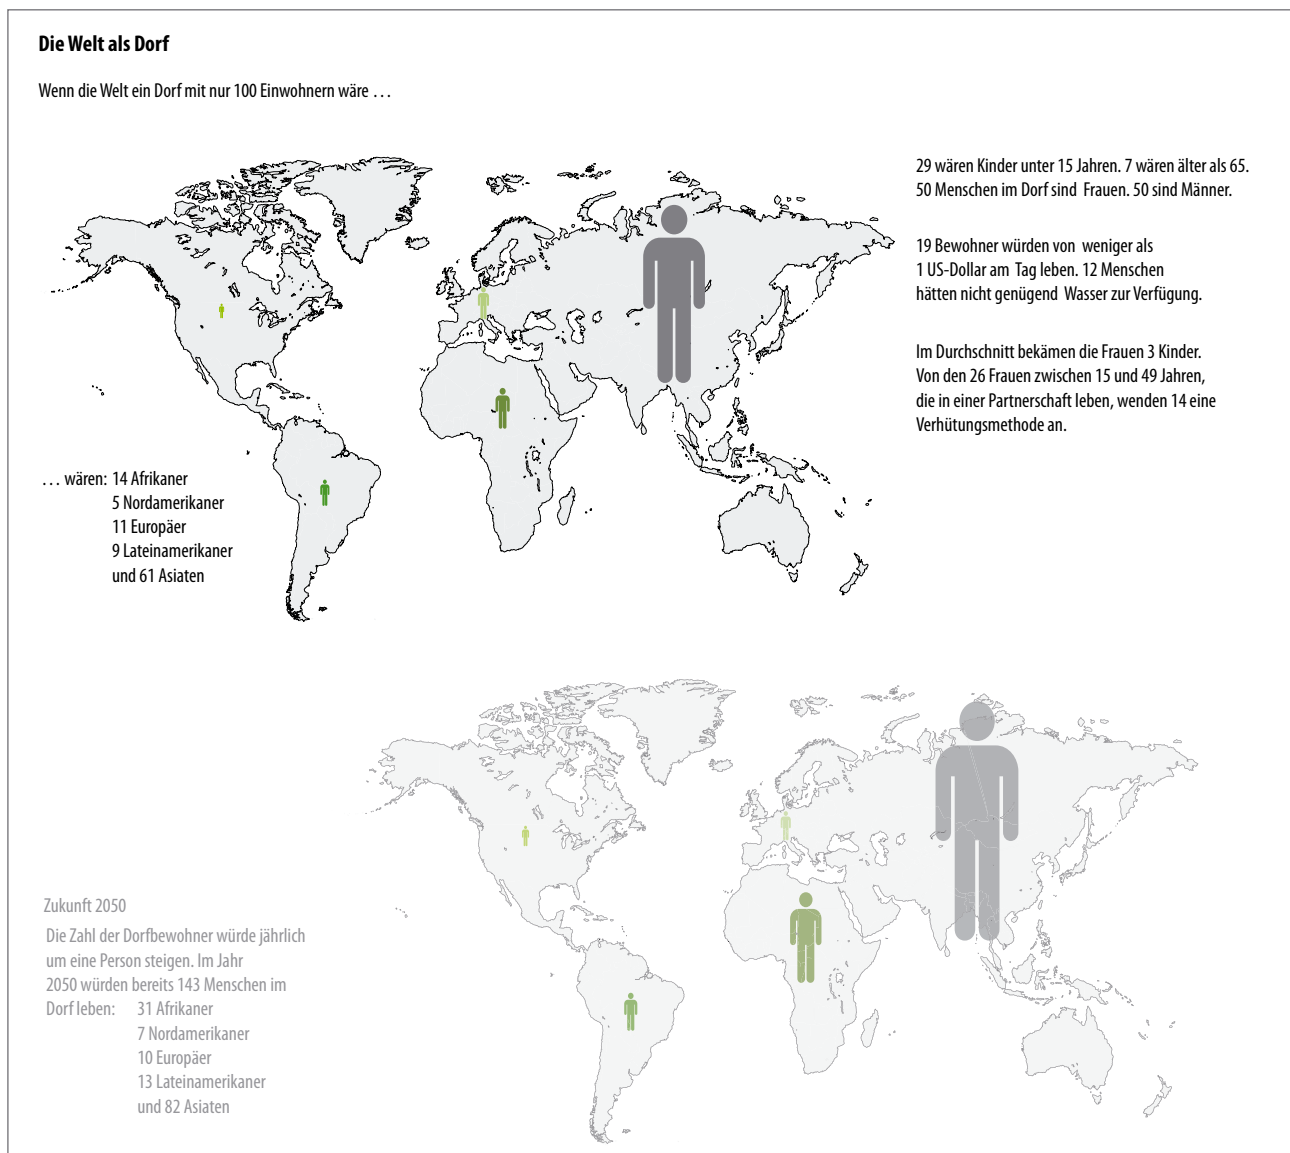 Die Welt als Dorf
Wenn die Welt ein Dorf mit nur 100 Einwohnern wäre …
29 wären Kinder unter 15 Jahren. 7 wären älter als 65.
50 Menschen im Dorf sind Frauen. 50 sind Männer.
19 Bewohner würden von weniger als
1 US-Dollar am Tag leben. 12 Menschen
hätten nicht genügend Wasser zur Verfügung.
Im Durchschnitt bekämen die Frauen 3 Kinder.
Von den 26 Frauen zwischen 15 und 49 Jahren,
die in einer Partnerschaft leben, wenden 14 eine
Verhütungsmethode an.
… wären: 14 Afrikaner
5 Nordamerikaner
11 Europäer
9 Lateinamerikaner
und 61 Asiaten
Zukunft 2050
Die Zahl der Dorfbewohner würde jährlich
um eine Person steigen. Im Jahr
2050 würden bereits 143 Menschen im
Dorf leben: 31 Afrikaner
7 Nordamerikaner
10 Europäer
13 Lateinamerikaner
und 82 Asiaten